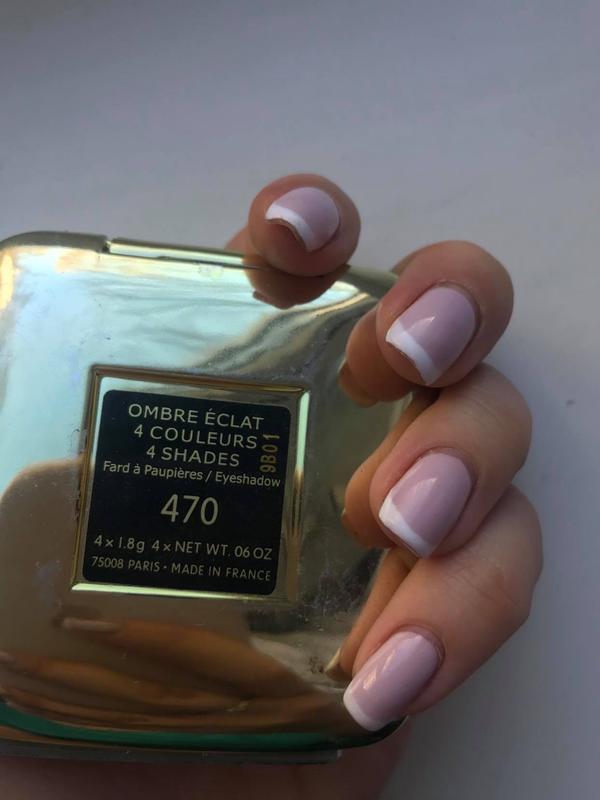 OMBRE ÉCLAT
4 COULEURS
4 SHADES
9B01
Fard à Paupières / Eyeshadow
470
4 x 1.8g 4 x NET WT. 06 OZ
75008 PARIS • MADE IN FRANCE